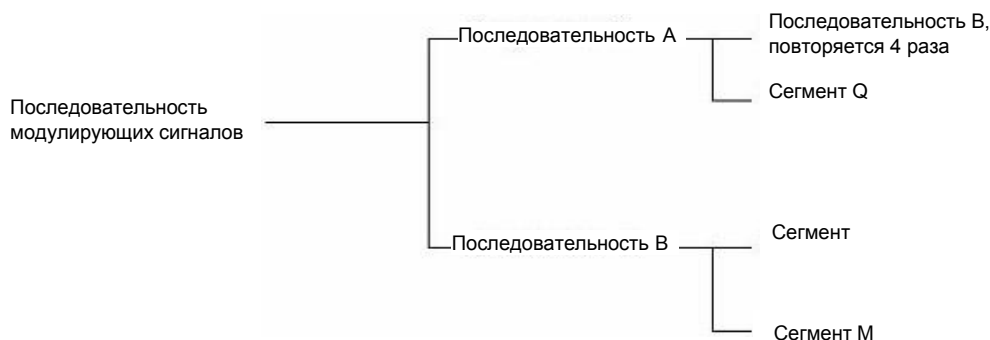 Последовательность
модулирующих сигналов
Последовательность A
Последовательность B,
повторяется 4 раза
Сегмент Q
Последовательность B
Сегмент
Сегмент M